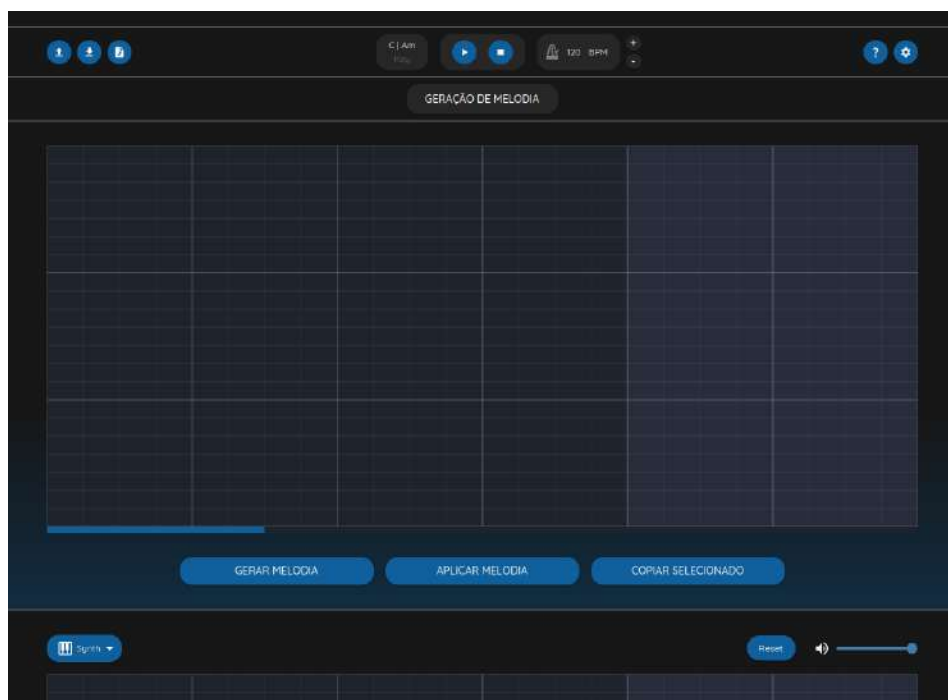 C | Am
120 BPM
+
-
?
GERAÇÃO DE MELODIA
GERAR MELODIA
APLICAR MELODIA
COPIAR SELECIONADO
Synth
Reset